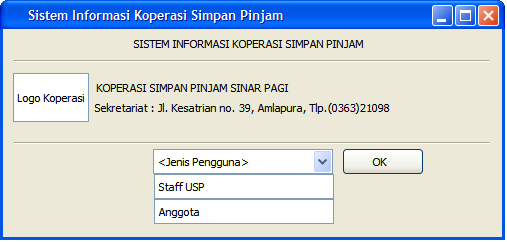 Sistem Informasi Koperasi Simpan Pinjam
SISTEM INFORMASI KOPERASI SIMPAN PINJAM
Logo Koperasi
KOPERASI SIMPAN PINJAM SINAR PAGI
Sekretariat : Jl. Kesatrian no. 39, Amlapura, Tlp.(0363)21098
<Jenis Pengguna>
OK
Staff USP
Anggota